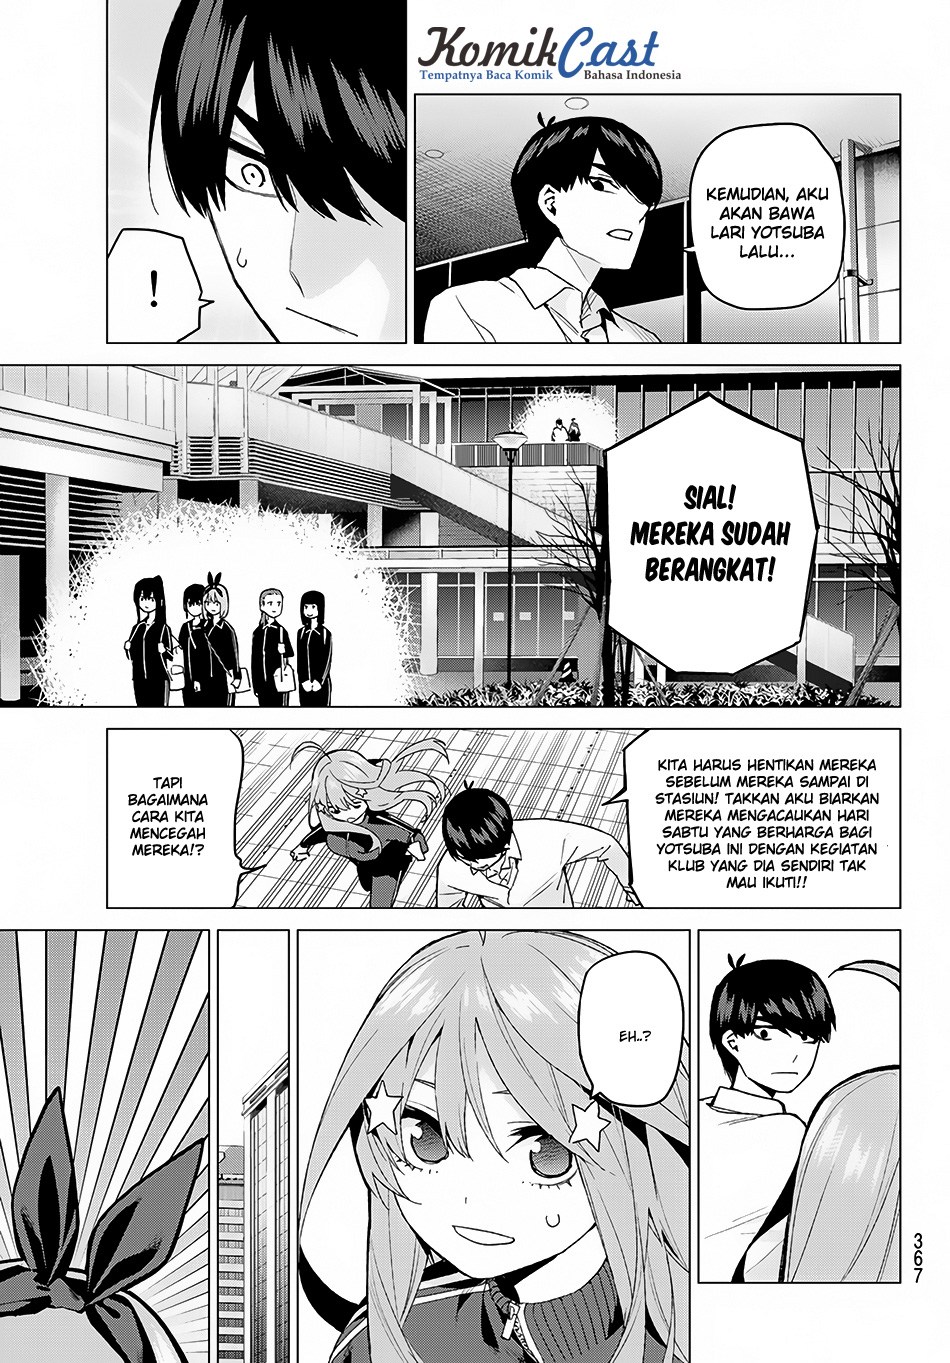 KomikCast
Tempatnya Baca Komik Bahasa Indonesia
KEMUDIAN, AKU
AKAN BAWA
LARI YOTSUBA
LALU...
!
SIAL!
MEREKA SUDAH
BERANGKAT!
KITA HARUS HENTIKAN MEREKA
SEBELUM MEREKA SAMPAI DI
STASIUN! TAKKAN AKU BIARKAN
MEREKA MENGACAUKAN HARI
SABTU YANG BERHARGA BAGI
YOTSUBA INI DENGAN KEGIATAN
KLUB YANG DIA SENDIRI TAK
MAU IKUTI!!
TAPI
BAGAIMANA
CARA KITA
MENCEGAH
MEREKA!?
EH..?
367